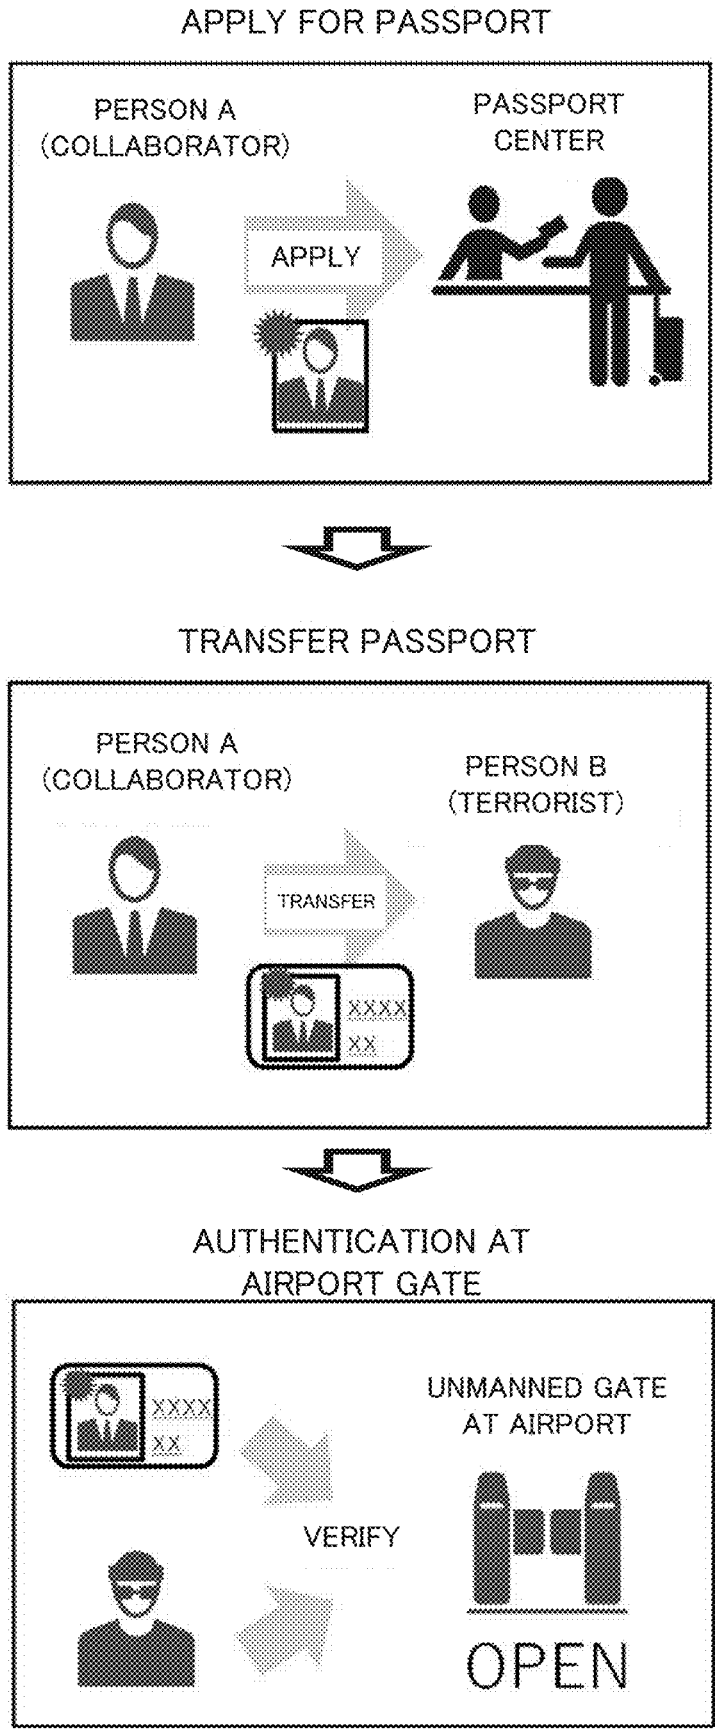 APPLY FOR PASSPORT
PERSON A
(COLLABORATOR)
PASSPORT
CENTER
APPLY
TRANSFER PASSPORT
PERSON A
(COLLABORATOR)
PERSON B
(TERRORIST)
TRANSFER
XXXX
XX
AUTHENTICATION AT
AIRPORT GATE
XXXX
XX
UNMANNED GATE
AT AIRPORT
VERIFY
OPEN